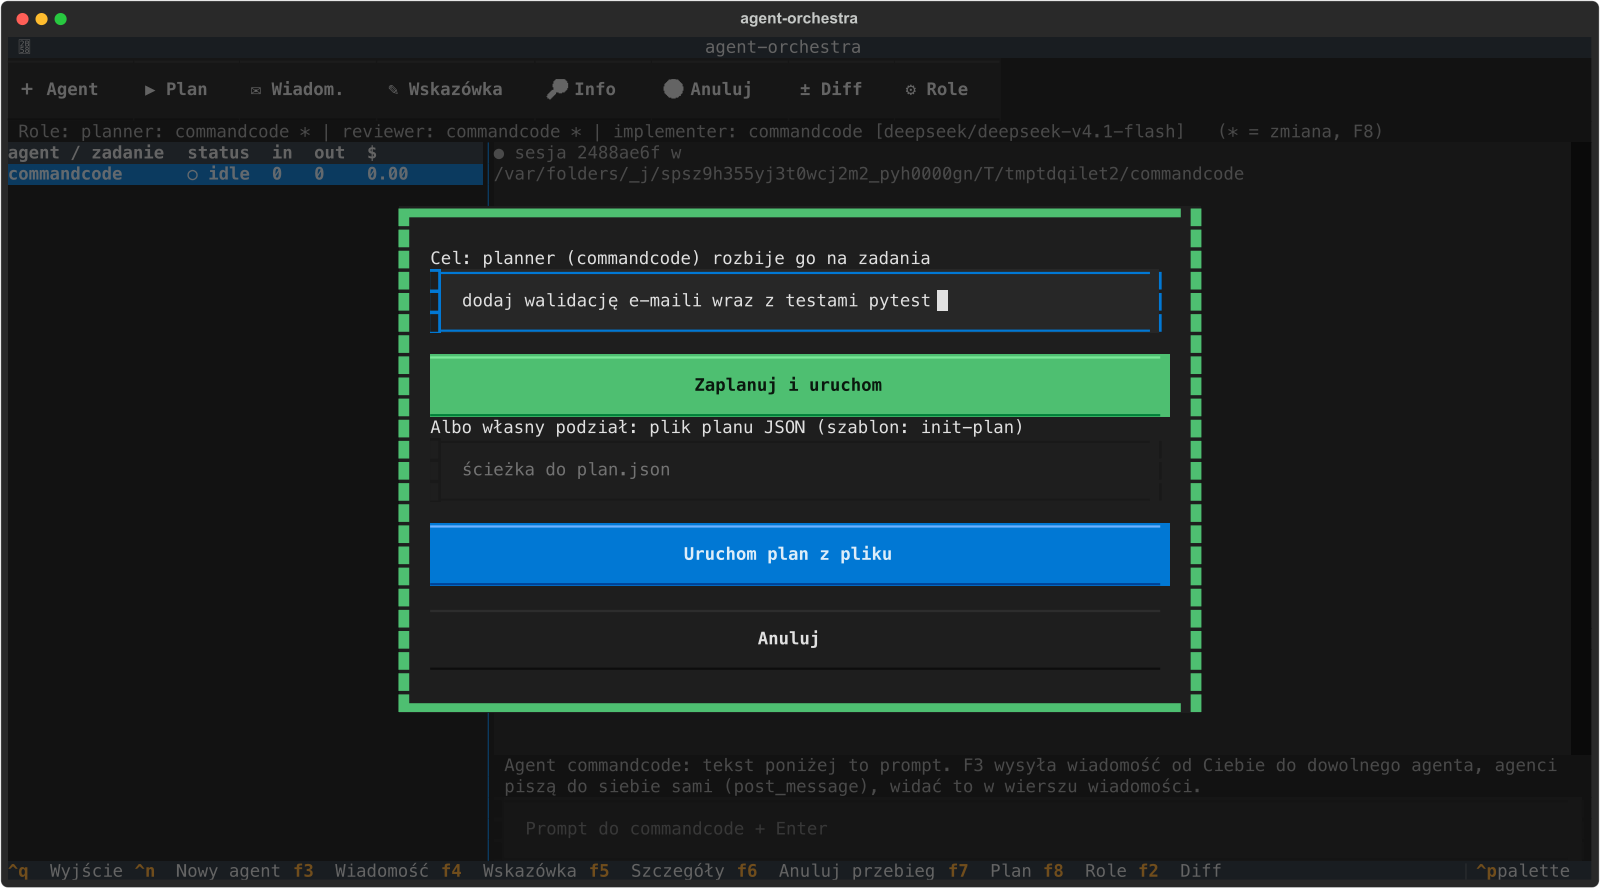 agent-orchestra
agent-orchestra
+ Agent ▶ Plan ✉ Wiadom. ✎ Wskazówka 🔎 Info ⬤ Anuluj ± Diff ⚙ Role
Role: planner: commandcode * | reviewer: commandcode * | implementer: commandcode [deepseek/deepseek-v4.1-flash] (* = zmiana, F8)
agent / zadanie status in out $
commandcode ○ idle 0 0 0.00
● sesja 2488ae6f w
/var/folders/_j/spsz9h355yj3t0wcj2m2_pyh0000gn/T/tmptdqilet2/commandcode
Cel: planner (commandcode) rozbije go na zadania
dodaj walidację e-maili wraz z testami pytest
Zaplanuj i uruchom
Albo własny podział: plik planu JSON (szablon: init-plan)
ścieżka do plan.json
Uruchom plan z pliku
Anuluj
Agent commandcode: tekst poniżej to prompt. F3 wysyła wiadomość od Ciebie do dowolnego agenta, agenci
piszą do siebie sami (post_message), widać to w wierszu wiadomości.
Prompt do commandcode + Enter
^q Wyjście ^n Nowy agent f3 Wiadomość f4 Wskazówka f5 Szczegóły f6 Anuluj przebieg f7 Plan f8 Role f2 Diff ^ppalette